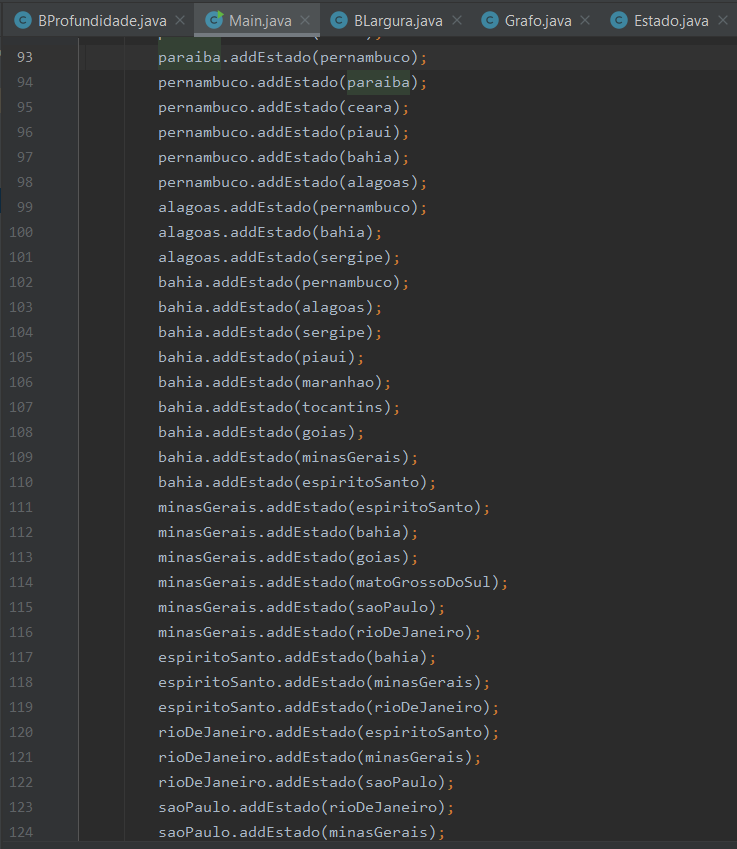 BProfundidade.java × Main.java × BLargura.java × Grafo.java × Estado.java ×
93 paraiba.addEstado(pernambuco);
94 pernambuco.addEstado(paraiba);
95 pernambuco.addEstado(ceara);
96 pernambuco.addEstado(piaui);
97 pernambuco.addEstado(bahia);
98 pernambuco.addEstado(alagoas);
99 alagoas.addEstado(pernambuco);
100 alagoas.addEstado(bahia);
101 alagoas.addEstado(sergipe);
102 bahia.addEstado(pernambuco);
103 bahia.addEstado(alagoas);
104 bahia.addEstado(sergipe);
105 bahia.addEstado(piaui);
106 bahia.addEstado(maranhao);
107 bahia.addEstado(tocantins);
108 bahia.addEstado(goias);
109 bahia.addEstado(minasGerais);
110 bahia.addEstado(espiritoSanto);
111 minasGerais.addEstado(espiritoSanto);
112 minasGerais.addEstado(bahia);
113 minasGerais.addEstado(goias);
114 minasGerais.addEstado(matoGrossoDoSul);
115 minasGerais.addEstado(saoPaulo);
116 minasGerais.addEstado(rioDeJaneiro);
117 espiritoSanto.addEstado(bahia);
118 espiritoSanto.addEstado(minasGerais);
119 espiritoSanto.addEstado(rioDeJaneiro);
120 rioDeJaneiro.addEstado(espiritoSanto);
121 rioDeJaneiro.addEstado(minasGerais);
122 rioDeJaneiro.addEstado(saoPaulo);
123 saoPaulo.addEstado(rioDeJaneiro);
124 saoPaulo.addEstado(minasGerais);